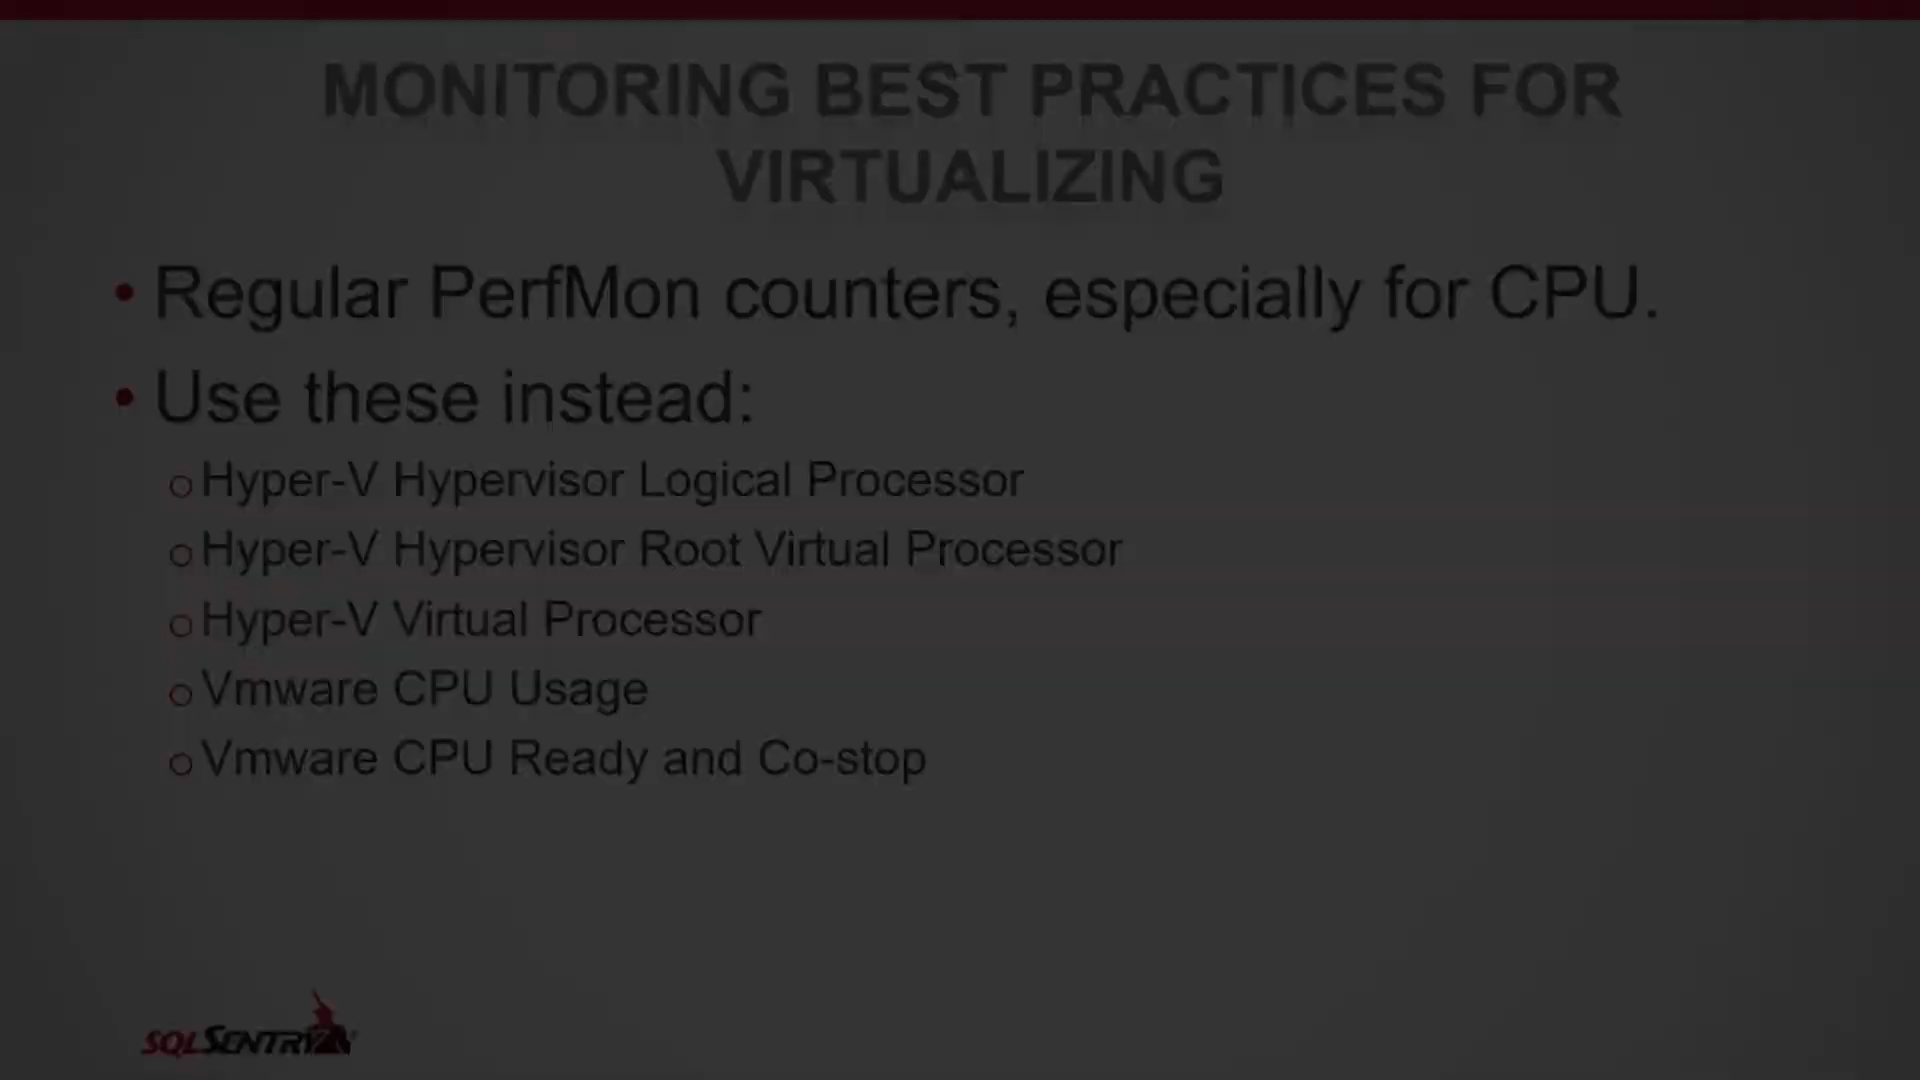 MONITORING BEST PRACTICES FOR
VIRTUALIZING
• Regular PerfMon counters, especially for CPU.
• Use these instead:
o Hyper-V Hypervisor Logical Processor
o Hyper-V Hypervisor Root Virtual Processor
o Hyper-V Virtual Processor
o Vmware CPU Usage
o Vmware CPU Ready and Co-stop
SQLSENTRY